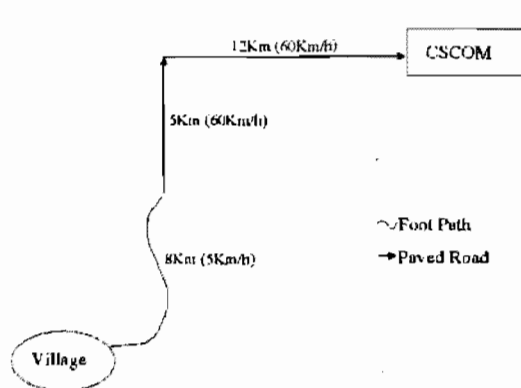 12Km (60Km/h)
CSCOM
5Km (60Km/h)
Foot Path
8Km (5Km/h)
Paved Road
Village